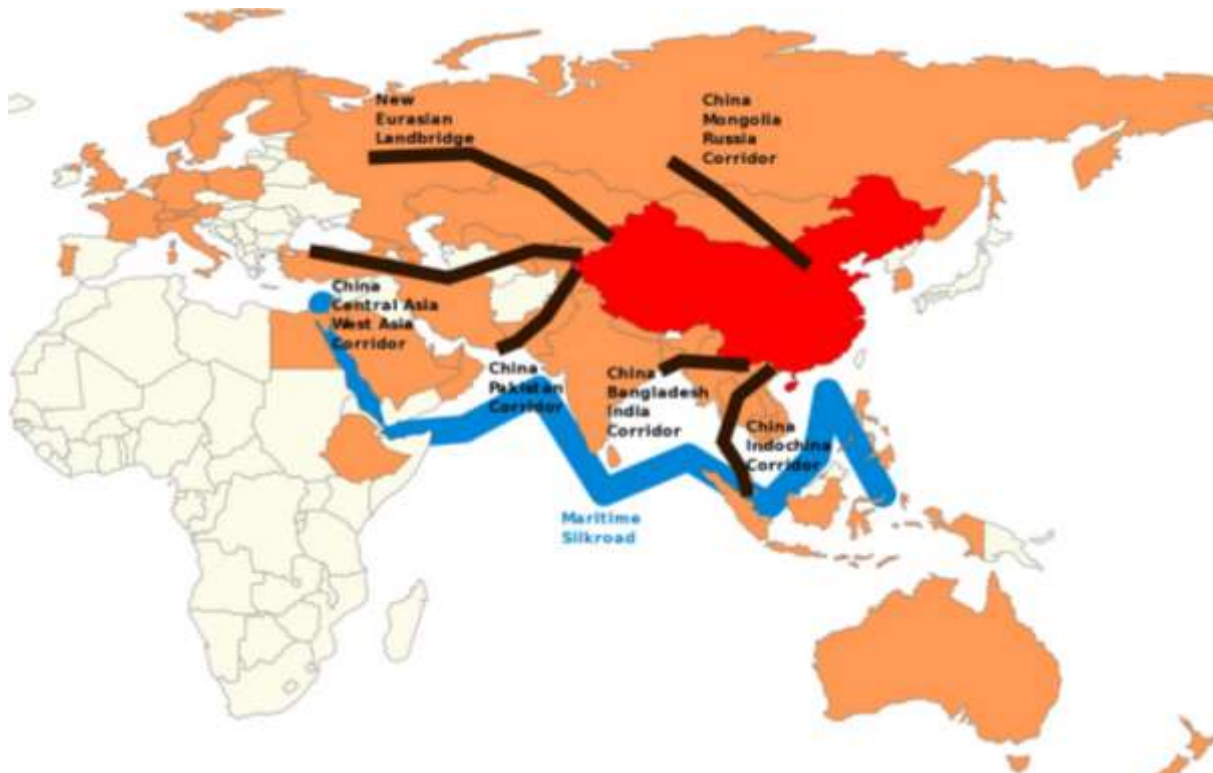 New
Eurasian
Landbridge
China
Mongolia
Russia
Corridor
China
Central Asia
West Asia
Corridor
China
Pakistan
Corridor
China
Bangladesh
India
Corridor
China
Indochina
Corridor
Maritime
Silkroad